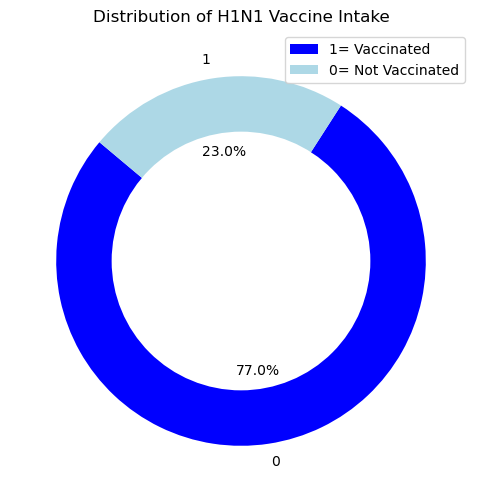 Distribution of H1N1 Vaccine Intake
1
1= Vaccinated
0= Not Vaccinated
23.0%
77.0%
0